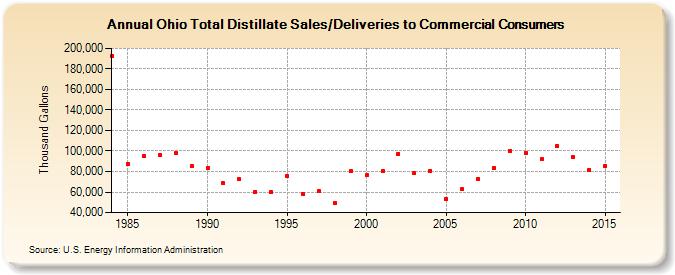 Annual Ohio Total Distillate Sales/Deliveries to Commercial Consumers
Thousand Gallons
200,000
180,000
160,000
140,000
120,000
100,000
80,000
60,000
40,000
1985 1990 1995 2000 2005 2010 2015
Source: U.S. Energy Information Administration